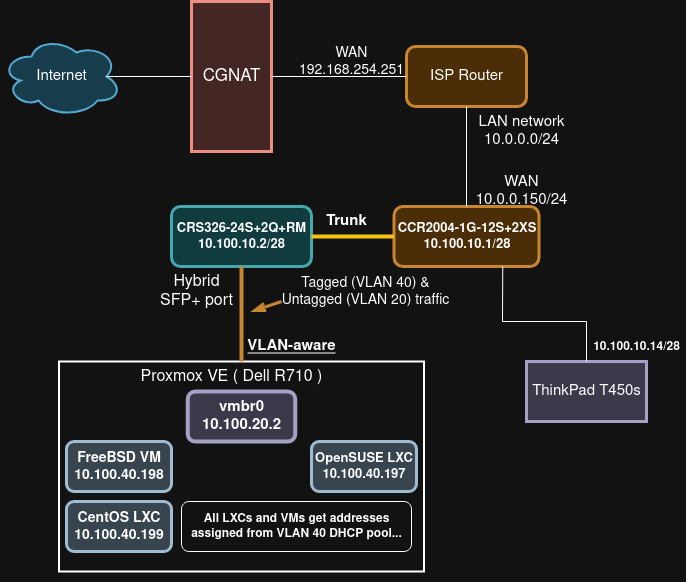 WAN
192.168.254.251
Internet
CGNAT
ISP Router
LAN network
10.0.0.0/24
WAN
10.0.0.150/24
CRS326-24S+2Q+RM
10.100.10.2/28
Trunk
CCR2004-1G-12S+2XS
10.100.10.1/28
Hybrid
SFP+ port
Tagged (VLAN 40) &
Untagged (VLAN 20) traffic
VLAN-aware
10.100.10.14/28
ThinkPad T450s
Proxmox VE ( Dell R710 )
vmbr0
10.100.20.2
FreeBSD VM
10.100.40.198
OpenSUSE LXC
10.100.40.197
CentOS LXC
10.100.40.199
All LXCs and VMs get addresses
assigned from VLAN 40 DHCP pool...